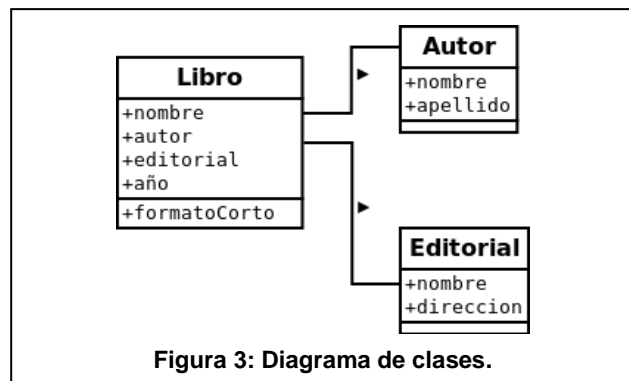 Libro
+nombre
+autor
+editorial
+año
+formatoCorto
Autor
+nombre
+apellido
Editorial
+nombre
+direccion
Figura 3: Diagrama de clases.